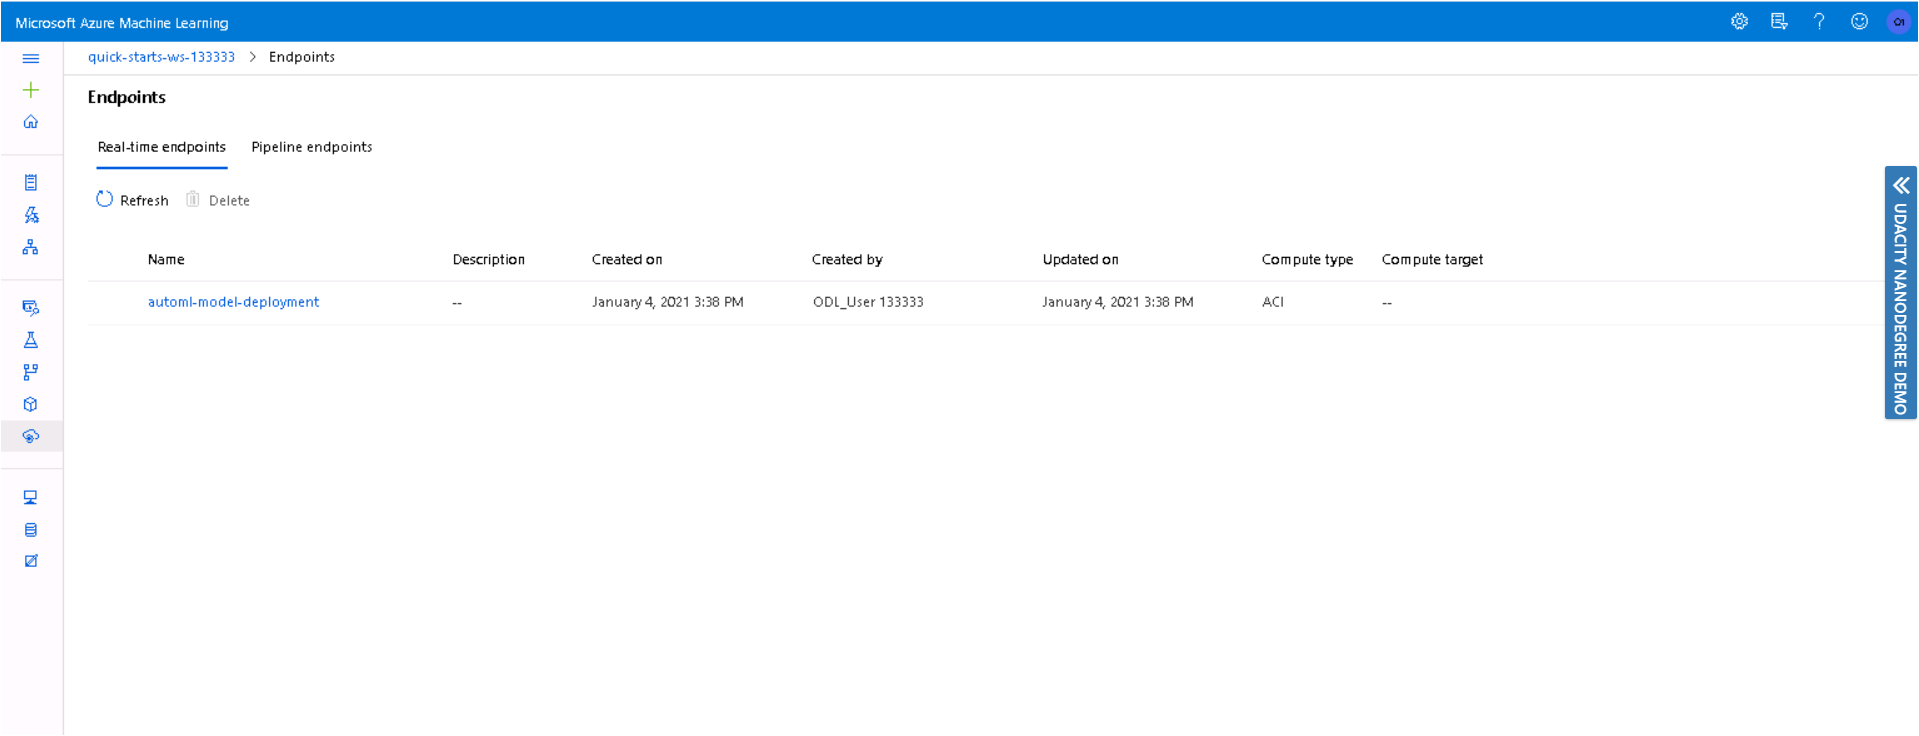 Microsoft Azure Machine Learning
quick-starts-ws-133333 > Endpoints
Endpoints
Real-time endpoints Pipeline endpoints
Refresh Delete
Name Description Created on Created by Updated on Compute type Compute target
automl-model-deployment -- January 4, 2021 3:38 PM ODL_User 133333 January 4, 2021 3:38 PM ACI --
UDACITY NANODEGREE DEMO